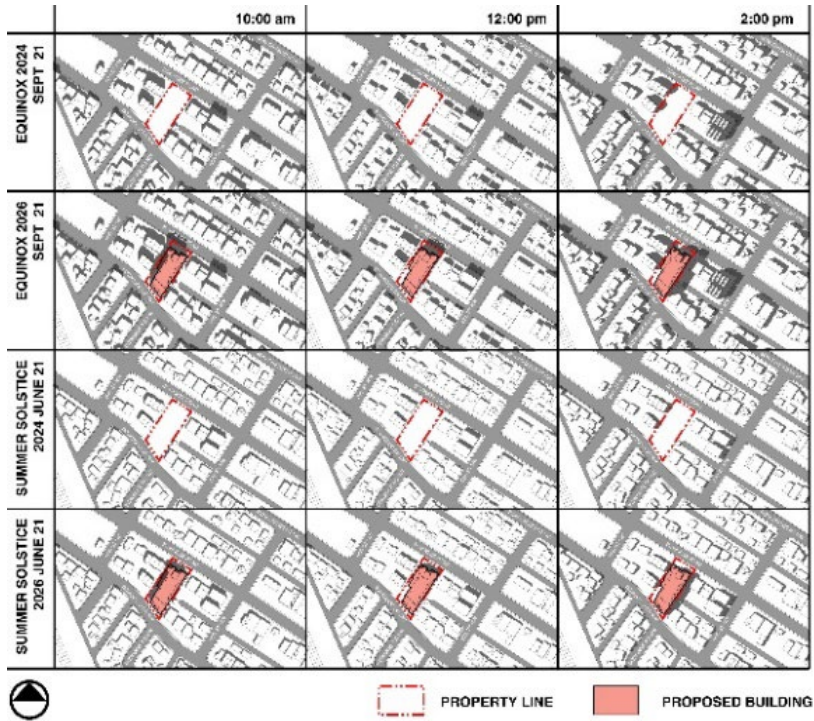 10:00 am
12:00 pm
2:00 pm
EQUINOX 2024
SEPT 21
EQUINOX 2026
SEPT 21
SUMMER SOLSTICE
2024 JUNE 21
SUMMER SOLSTICE
2026 JUNE 21
PROPERTY LINE
PROPOSED BUILDING